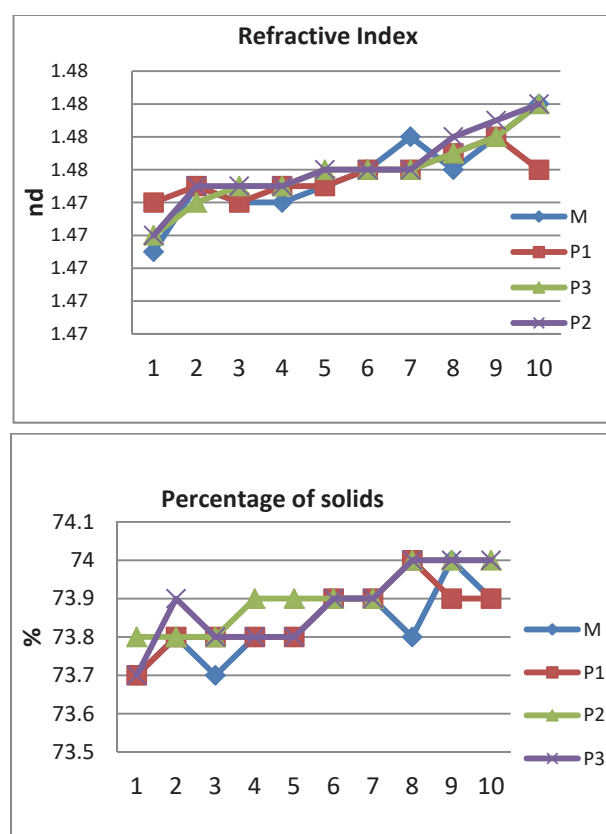 Refractive Index
1.48
1.48
1.48
1.48
1.47
1.47
1.47
1.47
1.47
nd
1 2 3 4 5 6 7 8 9 10
M
P1
P3
P2
Percentage of solids
74.1
74
73.9
73.8
73.7
73.6
73.5
%
1 2 3 4 5 6 7 8 9 10
M
P1
P2
P3